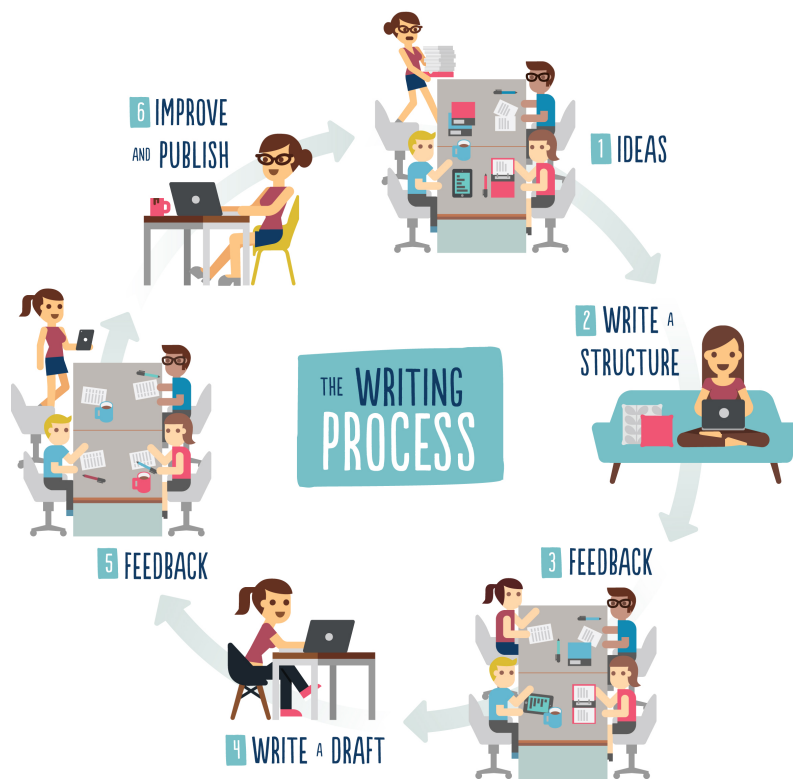 THE WRITING
PROCESS
1 IDEAS
2 WRITE A
STRUCTURE
3 FEEDBACK
4 WRITE A DRAFT
5 FEEDBACK
6 IMPROVE
AND PUBLISH